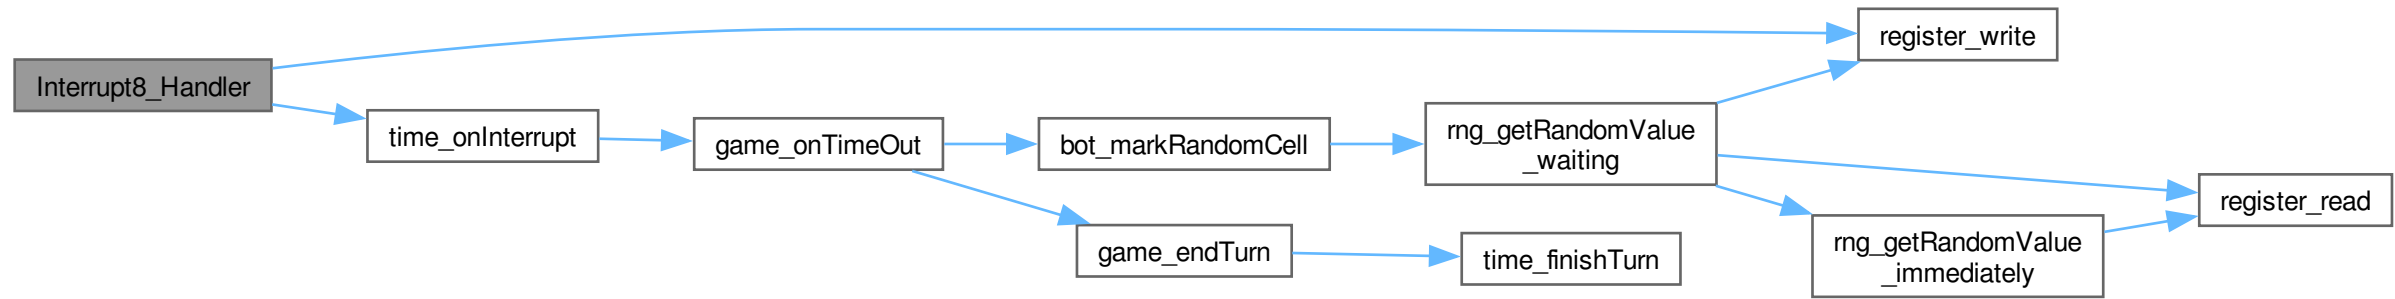 Interrupt8_Handler
register_write
time_onInterrupt
game_onTimeOut
bot_markRandomCell
rng_getRandomValue
_waiting
register_read
rng_getRandomValue
_immediately
game_endTurn
time_finishTurn